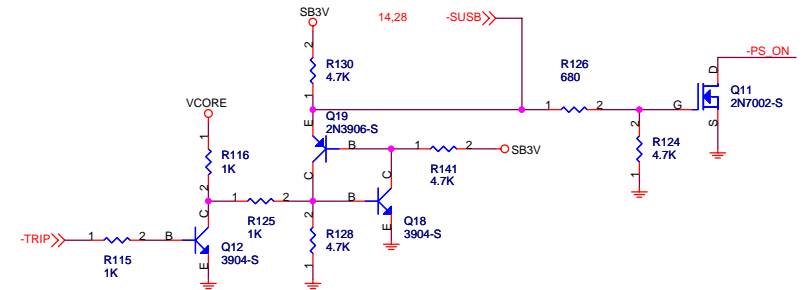 SB3V
14,28
-SUSB
2
R130
4.7K
1
-PS_ON
R126
680
1
2
D
G
S
Q11
2N7002-S
VCORE
1
R116
1K
2
E
Q19
2N3906-S
B
C
1
R141
2
4.7K
SB3V
2
R124
4.7K
1
C
1
R125
2
1K
B
C
Q18
3904-S
E
2
R128
4.7K
1
-TRIP
1
R115
2
1K
B
C
Q12
3904-S
E